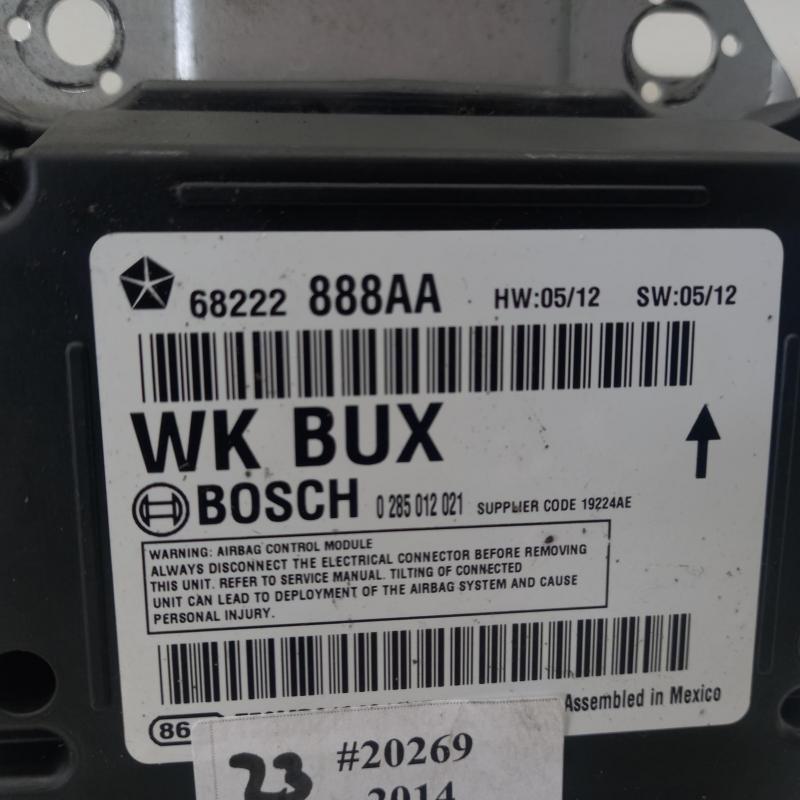 68222 888AA HW:05/12 SW:05/12
WK BUX
BOSCH 0 285 012 021 SUPPLIER CODE 19224AE
WARNING: AIRBAG CONTROL MODULE
ALWAYS DISCONNECT THE ELECTRICAL CONNECTOR BEFORE REMOVING
THIS UNIT. REFER TO SERVICE MANUAL. TILTING OF CONNECTED
UNIT CAN LEAD TO DEPLOYMENT OF THE AIRBAG SYSTEM AND CAUSE
PERSONAL INJURY.
Assembled in Mexico
86
23 #20269
2014